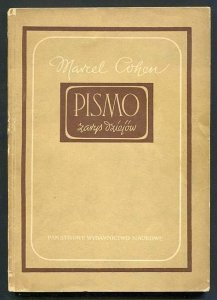 Marcel Cohen
PISMO
zarys dziejów
PAŃSTWOWE WYDAWNICTWO NAUKOWE